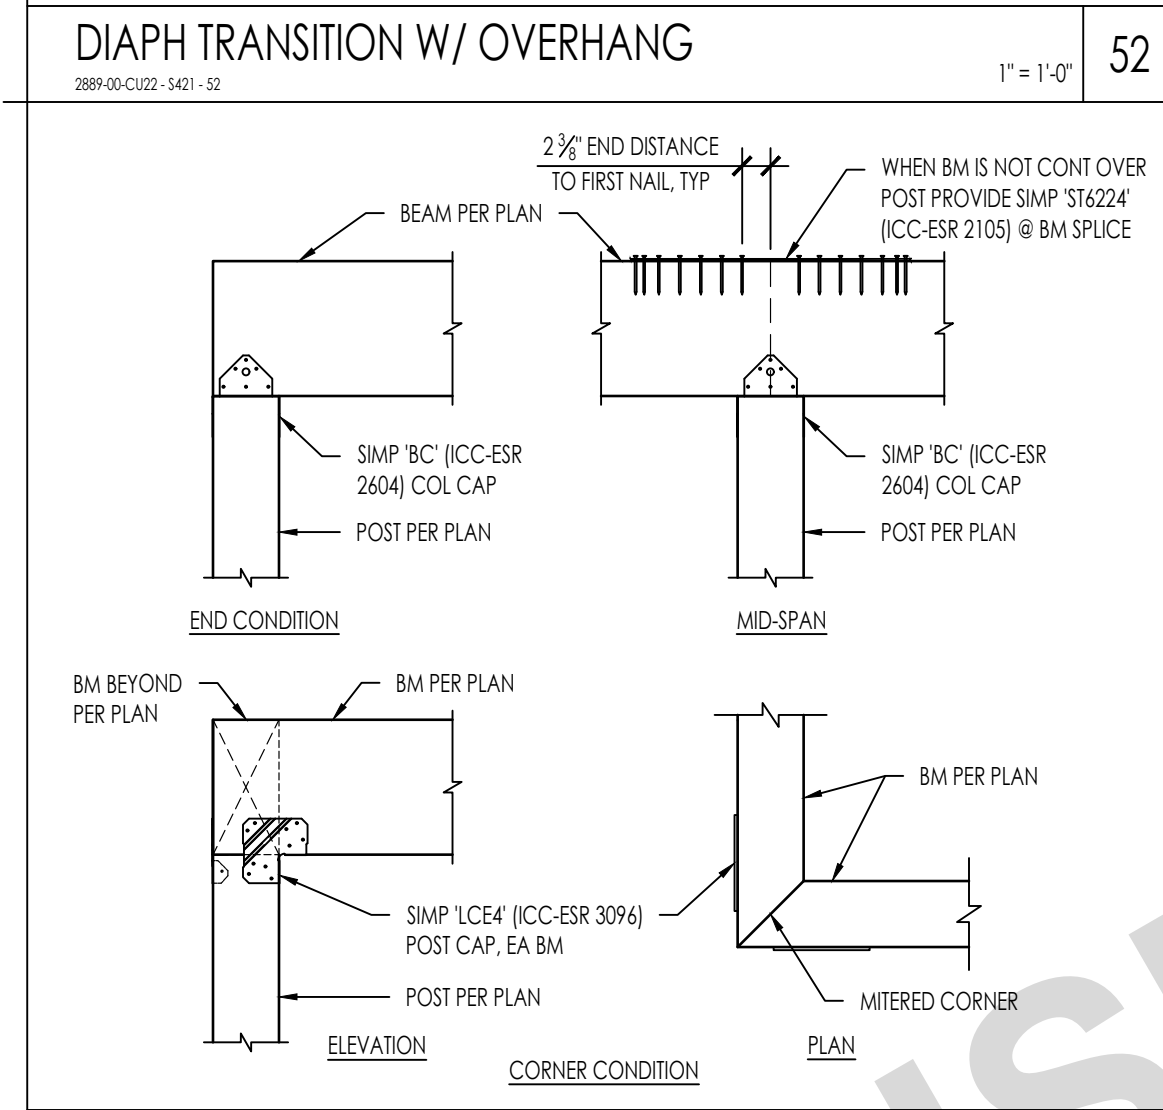 DIAPH TRANSITION W/ OVERHANG
2889-00-CU22 - S421 - 52
1" = 1'-0"
52
2 3/8" END DISTANCE
TO FIRST NAIL, TYP
WHEN BM IS NOT CONT OVER
POST PROVIDE SIMP 'ST6224'
(ICC-ESR 2105) @ BM SPLICE
BEAM PER PLAN
SIMP 'BC' (ICC-ESR
2604) COL CAP
POST PER PLAN
END CONDITION
SIMP 'BC' (ICC-ESR
2604) COL CAP
POST PER PLAN
MID-SPAN
BM BEYOND
PER PLAN
BM PER PLAN
SIMP 'LCE4' (ICC-ESR 3096)
POST CAP, EA BM
POST PER PLAN
ELEVATION
BM PER PLAN
MITERED CORNER
PLAN
CORNER CONDITION